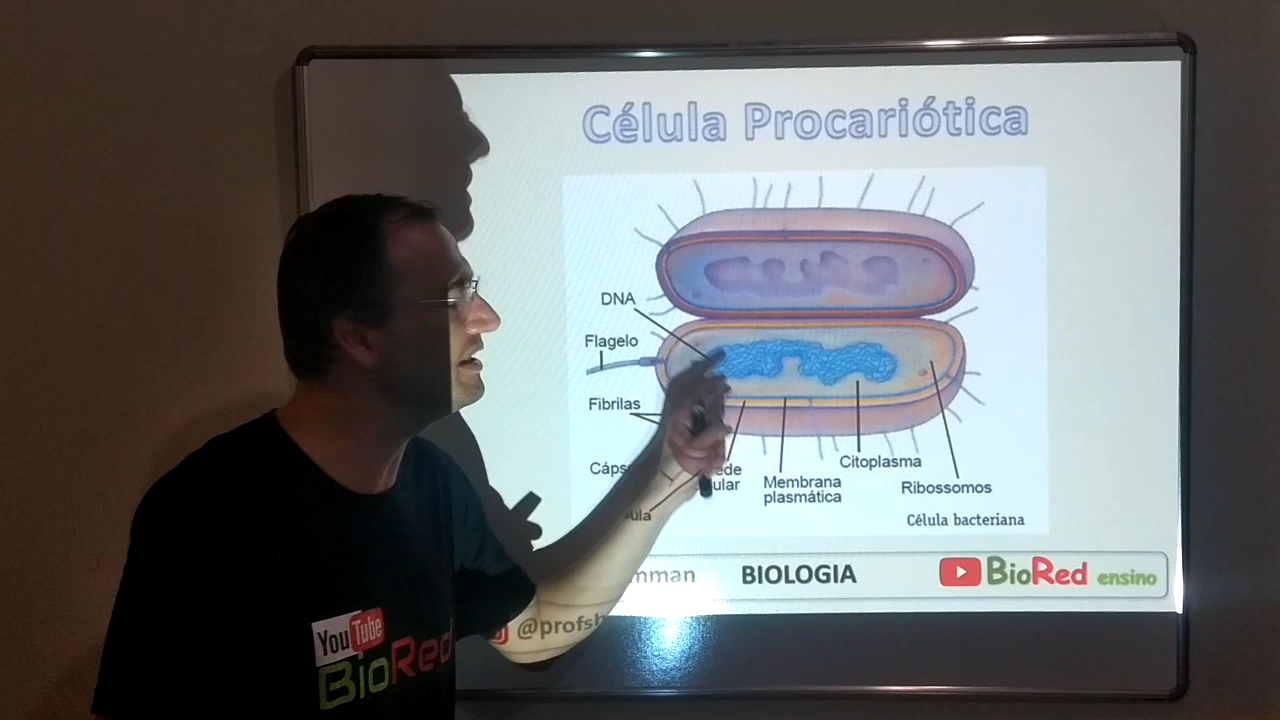 Célula Procariótica
DNA
Flagelo
Fibrilas
Membrana
plasmática
Citoplasma
Ribossomos
Célula bacteriana
BIOLOGIA
BioRed ensino
YouTube
BioRed